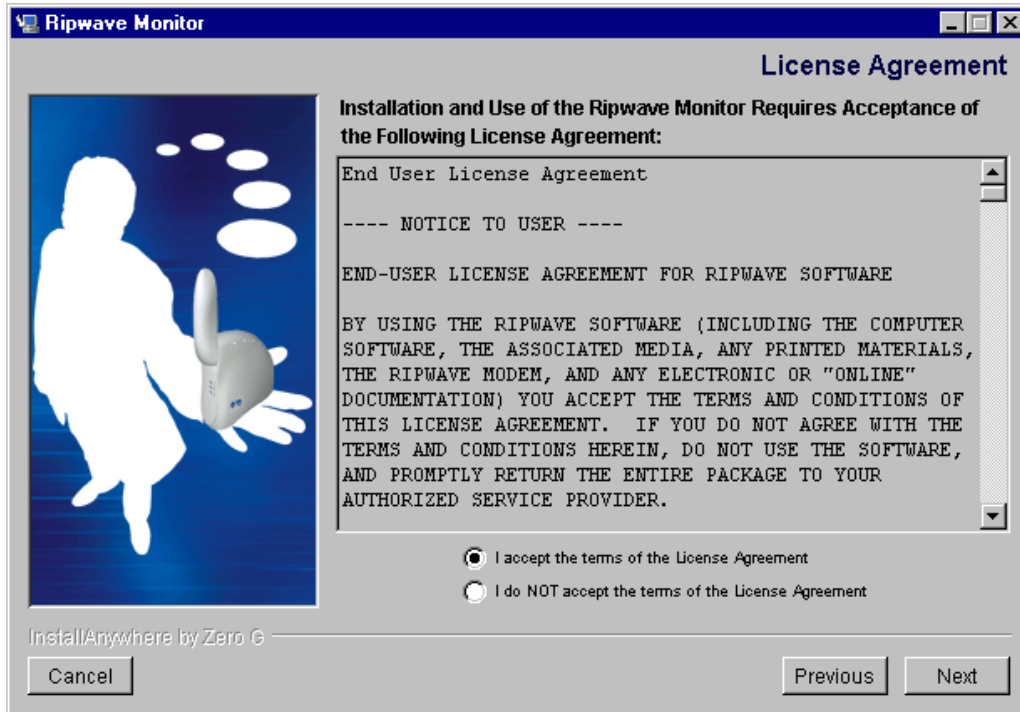 Ripwave Monitor
License Agreement
Installation and Use of the Ripwave Monitor Requires Acceptance of
the Following License Agreement:
End User License Agreement
---- NOTICE TO USER ----
END-USER LICENSE AGREEMENT FOR RIPWAVE SOFTWARE
BY USING THE RIPWAVE SOFTWARE (INCLUDING THE COMPUTER
SOFTWARE, THE ASSOCIATED MEDIA, ANY PRINTED MATERIALS,
THE RIPWAVE MODEM, AND ANY ELECTRONIC OR "ONLINE"
DOCUMENTATION) YOU ACCEPT THE TERMS AND CONDITIONS OF
THIS LICENSE AGREEMENT.  IF YOU DO NOT AGREE WITH THE
TERMS AND CONDITIONS HEREIN, DO NOT USE THE SOFTWARE,
AND PROMPTLY RETURN THE ENTIRE PACKAGE TO YOUR
AUTHORIZED SERVICE PROVIDER.
I accept the terms of the License Agreement
I do NOT accept the terms of the License Agreement
InstallAnywhere by Zero G
Cancel
Previous
Next